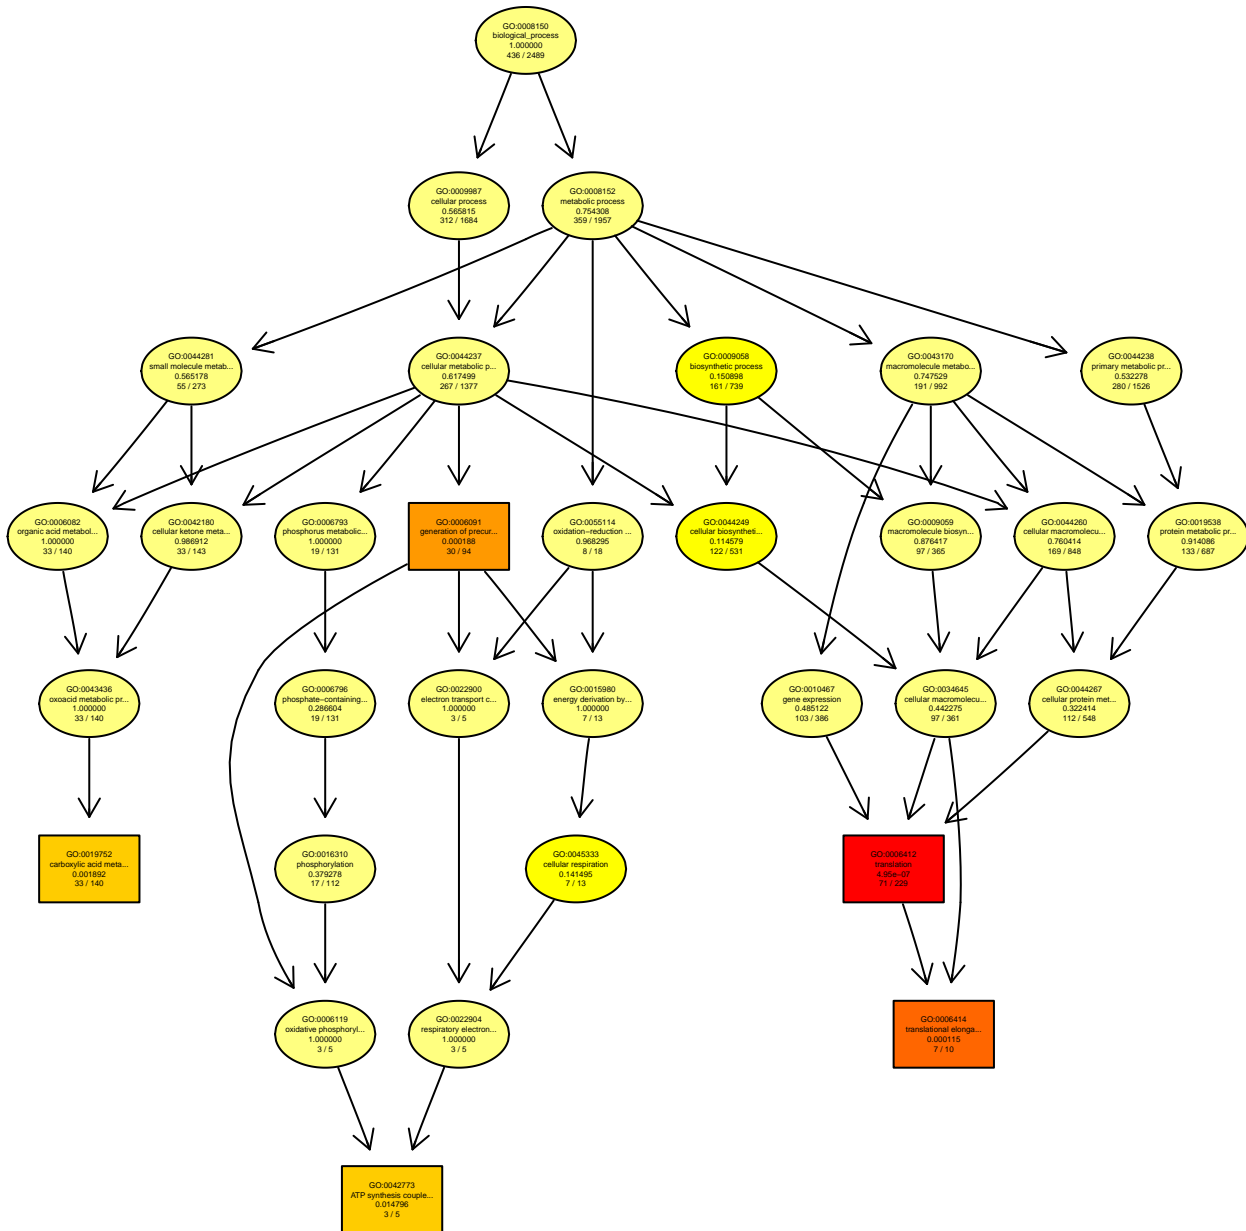 GO:0008150
biological_process
1.000000
436 / 2489
GO:0009987
cellular process
0.565815
312 / 1684
GO:0008152
metabolic process
0.754308
359 / 1957
GO:0044281
small molecule metab...
0.565178
55 / 273
GO:0044237
cellular metabolic p...
0.617499
267 / 1377
GO:0009058
biosynthetic process
0.150898
161 / 739
GO:0043170
macromolecule metabo...
0.747529
191 / 992
GO:0044238
primary metabolic pr...
0.532278
280 / 1526
GO:0006082
organic acid metabol...
1.000000
33 / 140
GO:0042180
cellular ketone meta...
0.986912
33 / 143
GO:0006793
phosphorus metabolic...
1.000000
19 / 131
GO:0006091
generation of precur...
0.000188
30 / 94
GO:0055114
oxidation−reduction ...
0.968295
8 / 18
GO:0044249
cellular biosyntheti...
0.114579
122 / 531
GO:0009059
macromolecule biosyn...
0.876417
97 / 365
GO:0044260
cellular macromolecu...
0.760414
169 / 848
GO:0019538
protein metabolic pr...
0.914086
133 / 687
GO:0043436
oxoacid metabolic pr...
1.000000
33 / 140
GO:0006796
phosphate−containing...
0.286604
19 / 131
GO:0022900
electron transport c...
1.000000
3 / 5
GO:0015980
energy derivation by...
1.000000
7 / 13
GO:0010467
gene expression
0.485122
103 / 386
GO:0034645
cellular macromolecu...
0.442275
97 / 361
GO:0044267
cellular protein met...
0.322414
112 / 548
GO:0019752
carboxylic acid meta...
0.001892
33 / 140
GO:0016310
phosphorylation
0.379278
17 / 112
GO:0045333
cellular respiration
0.141495
7 / 13
GO:0006412
translation
4.95e−07
71 / 229
GO:0006119
oxidative phosphoryl...
1.000000
3 / 5
GO:0022904
respiratory electron...
1.000000
3 / 5
GO:0006414
translational elonga...
0.000115
7 / 10
GO:0042773
ATP synthesis couple...
0.014796
3 / 5